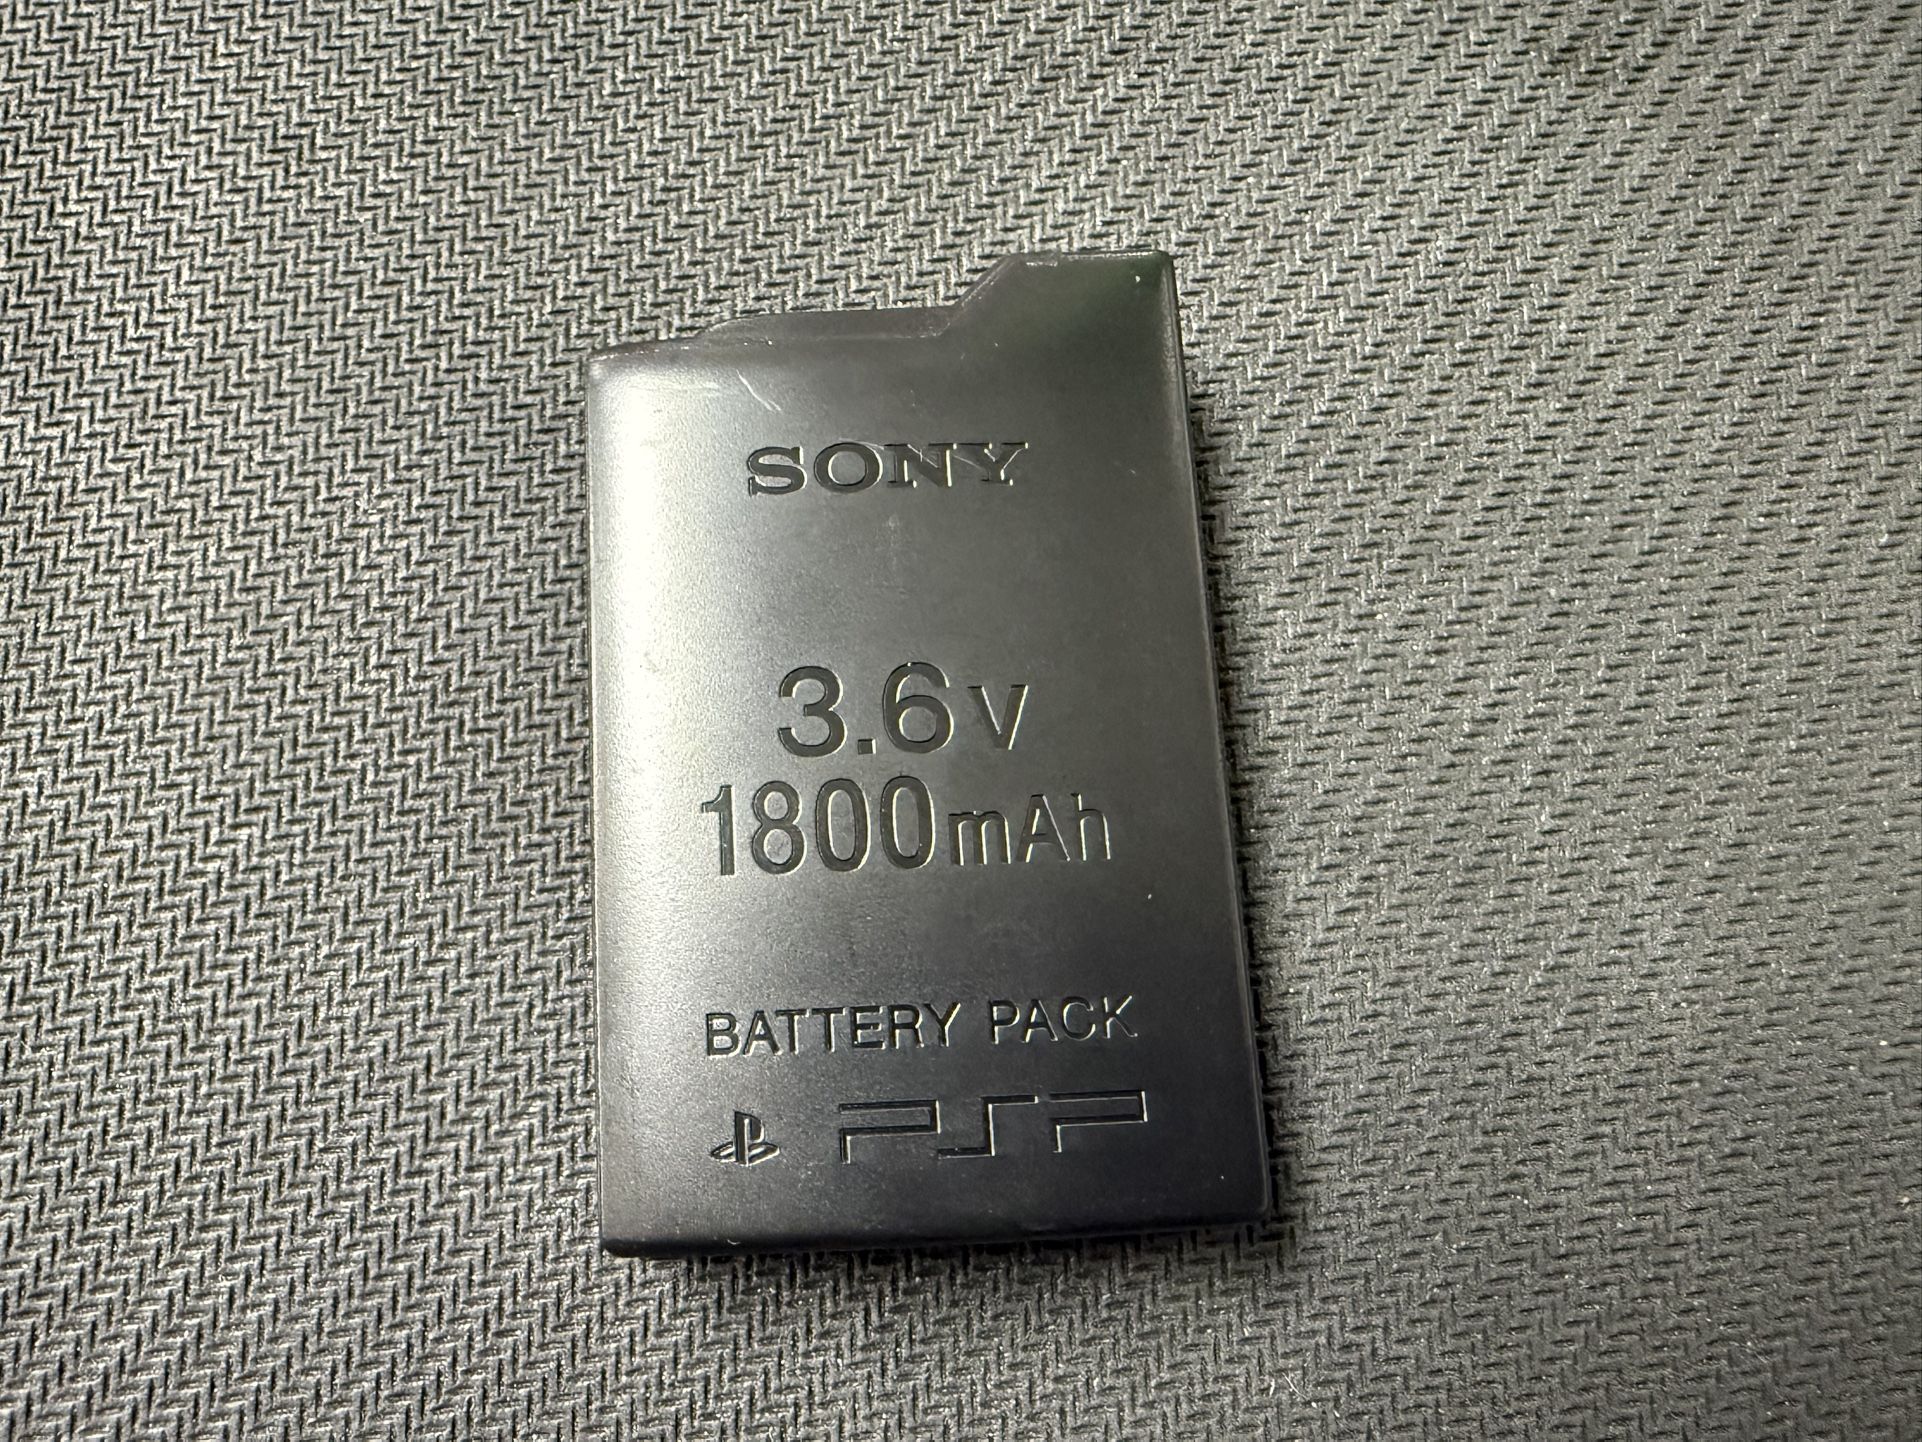 SONY
3.6V
1800mAh
BATTERY PACK
PSP